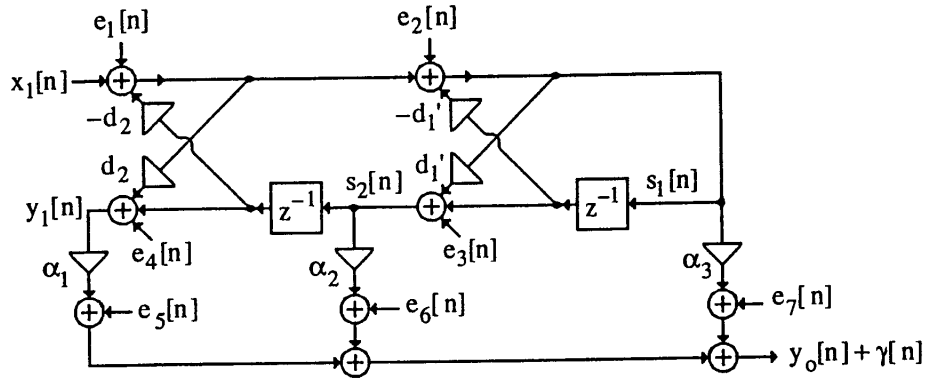 e₁[n]
e₂[n]
x₁[n]
-d₂
-d₁'
d₂
d₁'
y₁[n]
z⁻¹
s₂[n]
z⁻¹
s₁[n]
e₄[n]
e₃[n]
α₁
α₂
α₃
e₅[n]
e₆[n]
e₇[n]
yₒ[n] + γ[n]